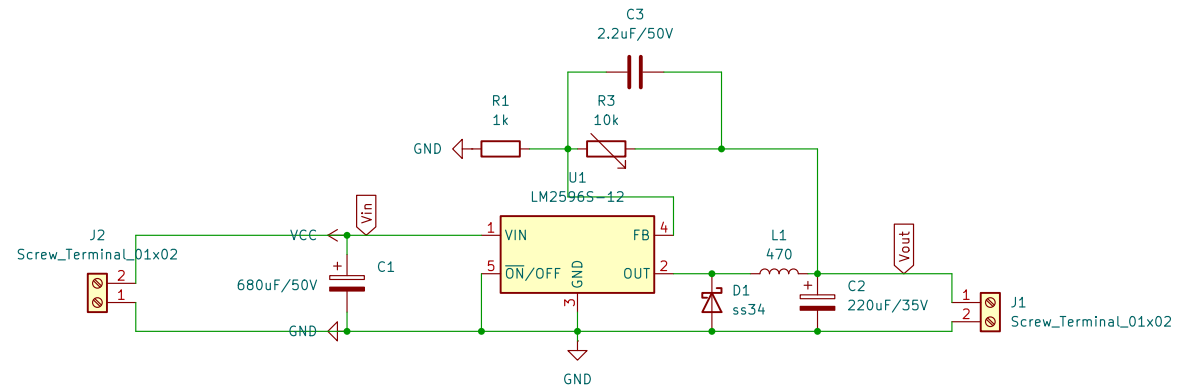 C3
2.2uF/50V
R1
1k
R3
10k
GND
U1
LM2596S-12
Vin
J2
Screw_Terminal_01x02
VCC
1
VIN
FB
4
Vout
L1
470
2
1
C1
680uF/50V
5
ON/OFF
GND
OUT
2
3
D1
ss34
C2
220uF/35V
1
2
J1
Screw_Terminal_01x02
GND
GND